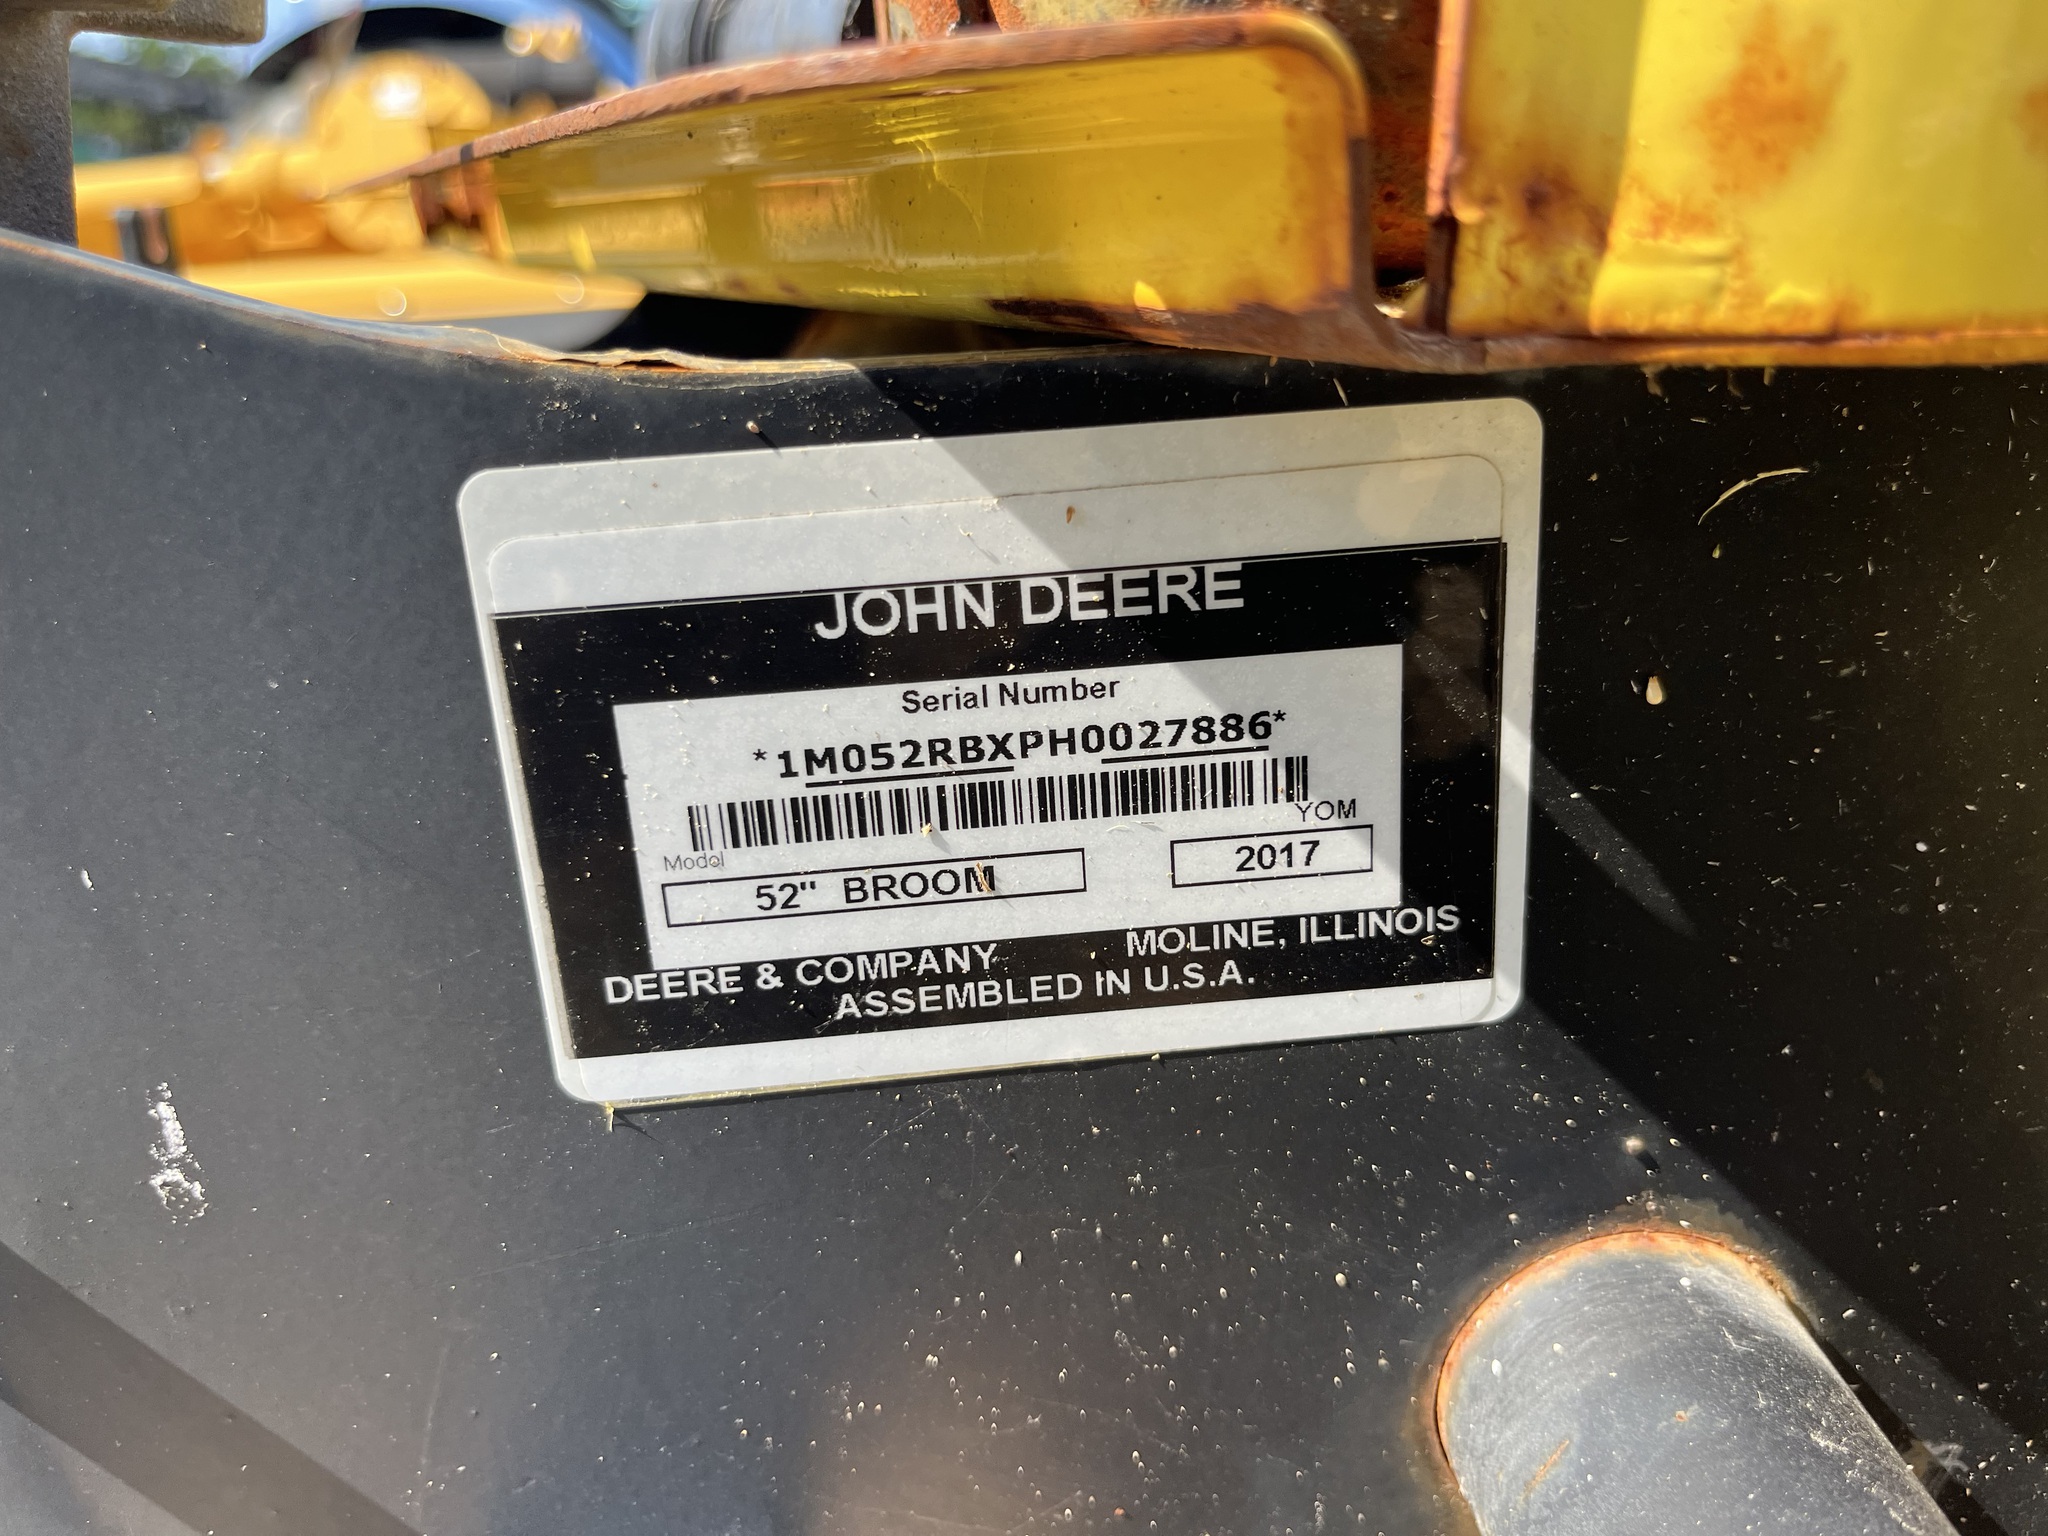 JOHN DEERE
Serial Number
*1M052RBXPH0027886*
YOM
Model
52" BROOM 2017
DEERE & COMPANY MOLINE, ILLINOIS
ASSEMBLED IN U.S.A.